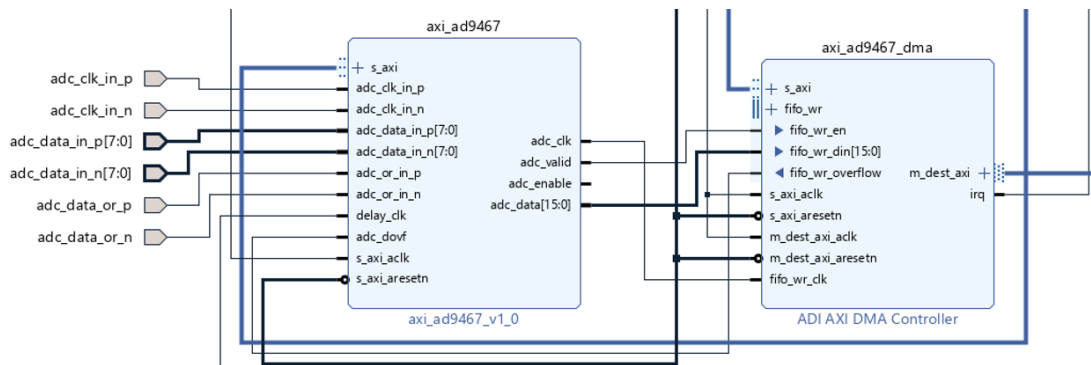 axi_ad9467
axi_ad9467_dma
adc_clk_in_p
adc_clk_in_n
adc_data_in_p[7:0]
adc_data_in_n[7:0]
adc_data_or_p
adc_data_or_n
s_axi
adc_clk_in_p
adc_clk_in_n
adc_data_in_p[7:0]
adc_data_in_n[7:0]
adc_or_in_p
adc_or_in_n
delay_clk
adc_dovf
s_axi_aclk
s_axi_aresetn
adc_clk
adc_valid
adc_enable
adc_data[15:0]
axi_ad9467_v1_0
s_axi
fifo_wr
fifo_wr_en
fifo_wr_din[15:0]
fifo_wr_overflow
s_axi_aclk
s_axi_aresetn
m_dest_axi_aclk
m_dest_axi_aresetn
fifo_wr_clk
m_dest_axi
irq
ADI AXI DMA Controller